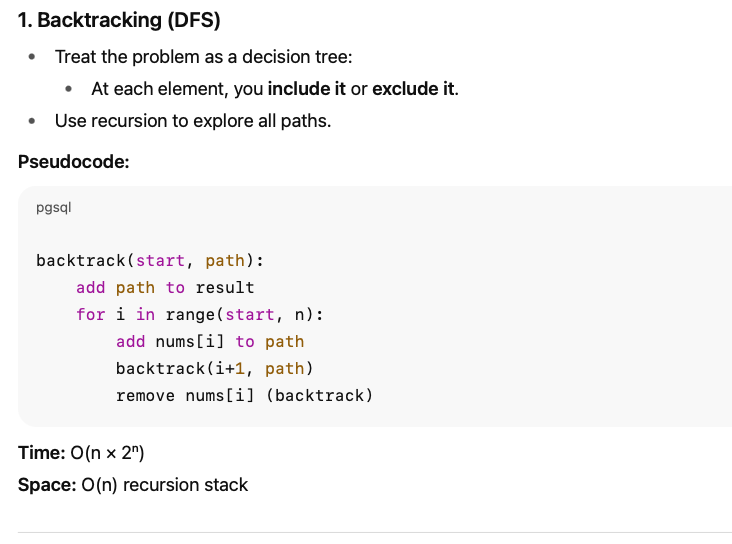 1. Backtracking (DFS)
• Treat the problem as a decision tree:
• At each element, you include it or exclude it.
• Use recursion to explore all paths.
Pseudocode:
pgsql
backtrack(start, path):
    add path to result
    for i in range(start, n):
        add nums[i] to path
        backtrack(i+1, path)
        remove nums[i] (backtrack)
Time: O(n × 2ⁿ)
Space: O(n) recursion stack